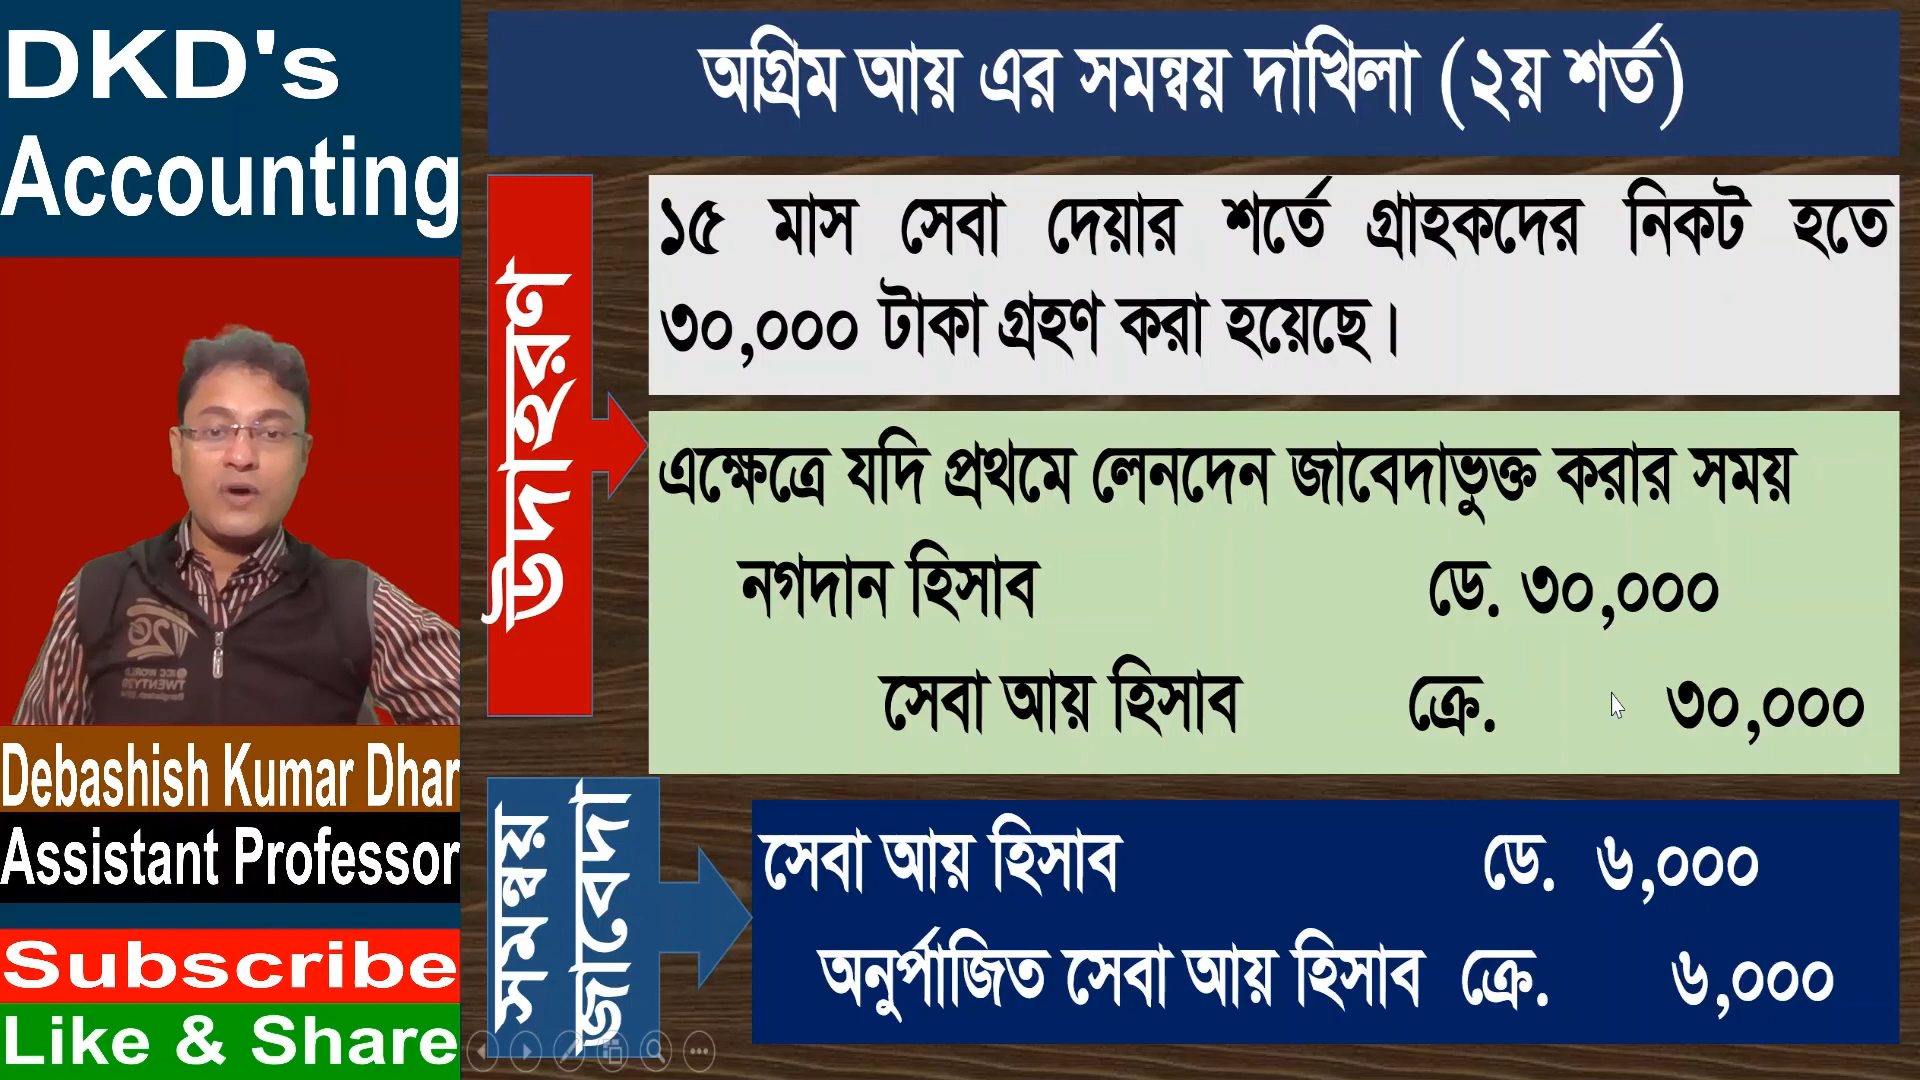 DKD's
Accounting
Debashish Kumar Dhar
Assistant Professor
Subscribe
Like & Share
অগ্রিম আয় এর সমন্বয় দাখিলা (২য় শর্ত)
উদাহরণ
১৫ মাস সেবা দেয়ার শর্তে গ্রাহকদের নিকট হতে
৩০,০০০ টাকা গ্রহণ করা হয়েছে।
এক্ষেত্রে যদি প্রথমে লেনদেন জাবেদাভুক্ত করার সময়
নগদান হিসাব ডে. ৩০,০০০
সেবা আয় হিসাব ক্রে. ৩০,০০০
সমন্বয়
জাবেদা
সেবা আয় হিসাব ডে. ৬,০০০
অনুর্পাজিত সেবা আয় হিসাব ক্রে. ৬,০০০